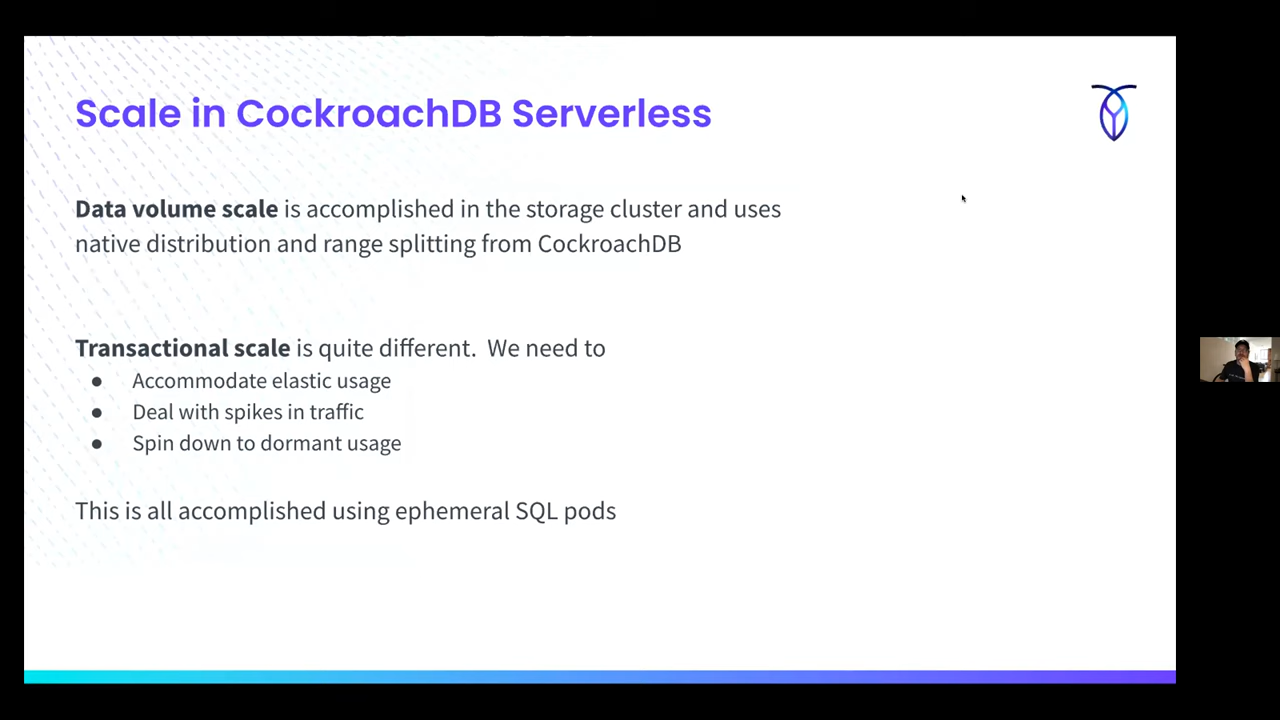 Scale in CockroachDB Serverless
Data volume scale is accomplished in the storage cluster and uses
native distribution and range splitting from CockroachDB
Transactional scale is quite different.  We need to
● Accommodate elastic usage
● Deal with spikes in traffic
● Spin down to dormant usage
This is all accomplished using ephemeral SQL pods